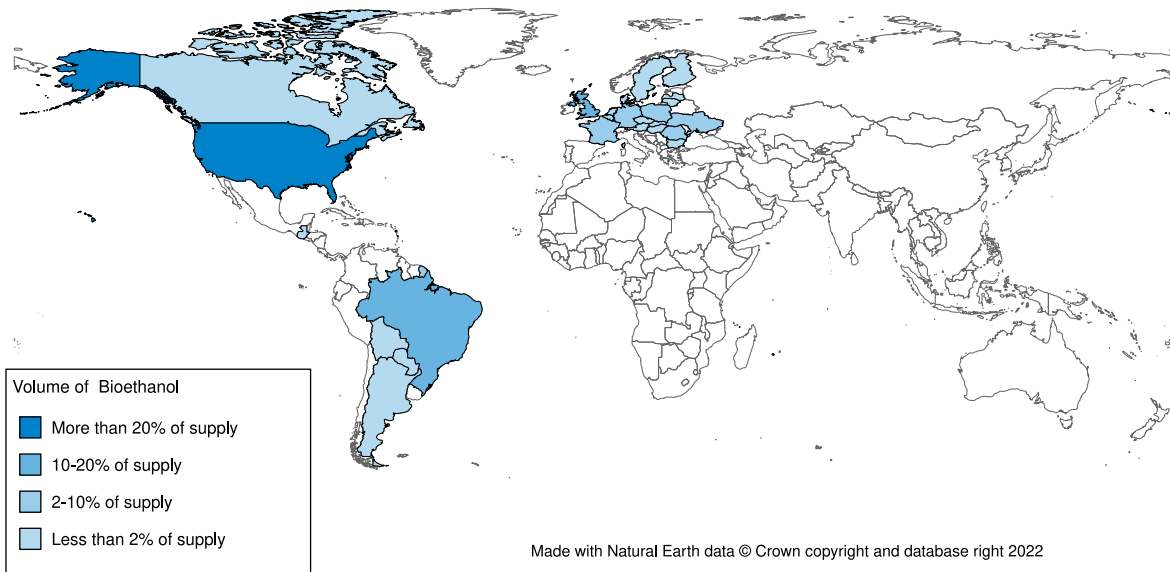 Volume of Bioethanol
More than 20% of supply
10-20% of supply
2-10% of supply
Less than 2% of supply
Made with Natural Earth data © Crown copyright and database right 2022